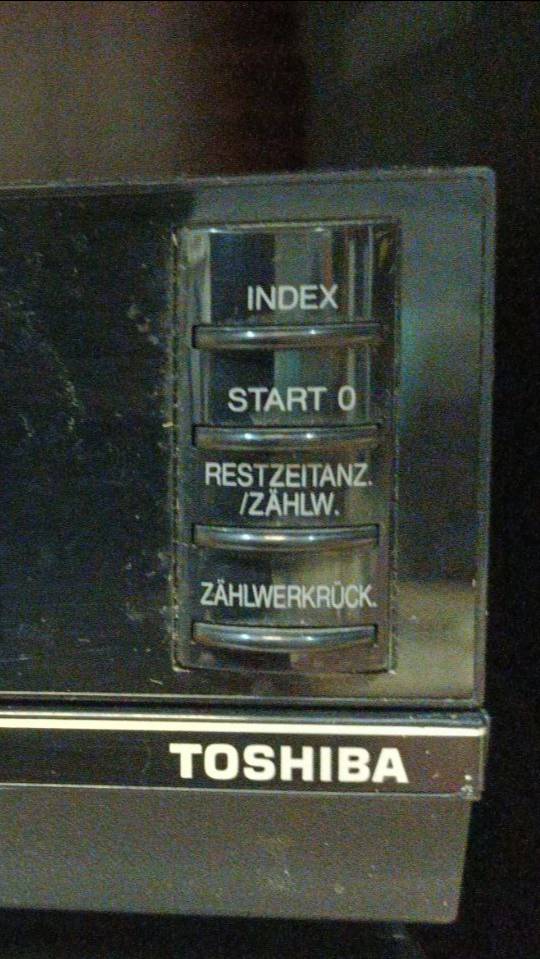 INDEX
START 0
RESTZEITANZ.
/ZÄHLW.
ZÄHLWERKRÜCK.
TOSHIBA